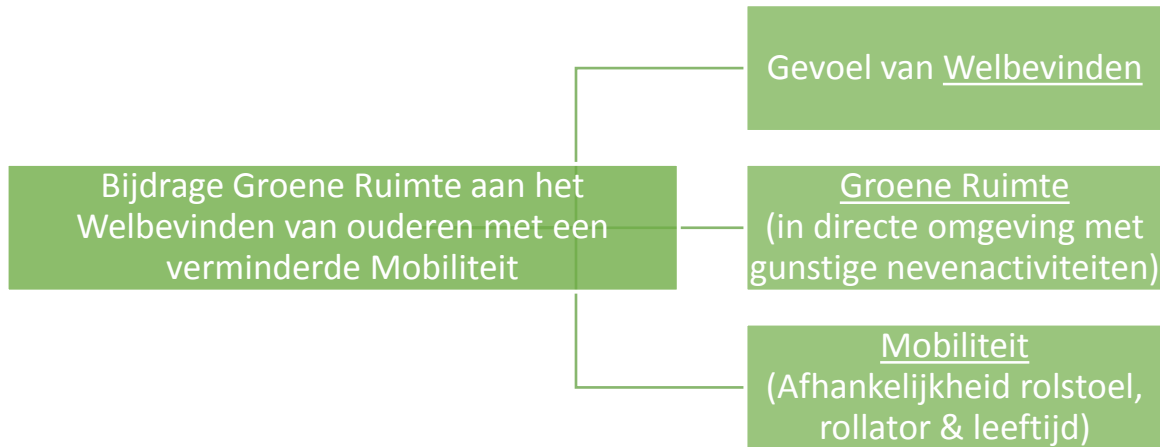 Bijdrage Groene Ruimte aan het
Welbevinden van ouderen met een
verminderde Mobiliteit
Gevoel van Welbevinden
Groene Ruimte
(in directe omgeving met
gunstige nevenactiviteiten)
Mobiliteit
(Afhankelijkheid rolstoel,
rollator & leeftijd)